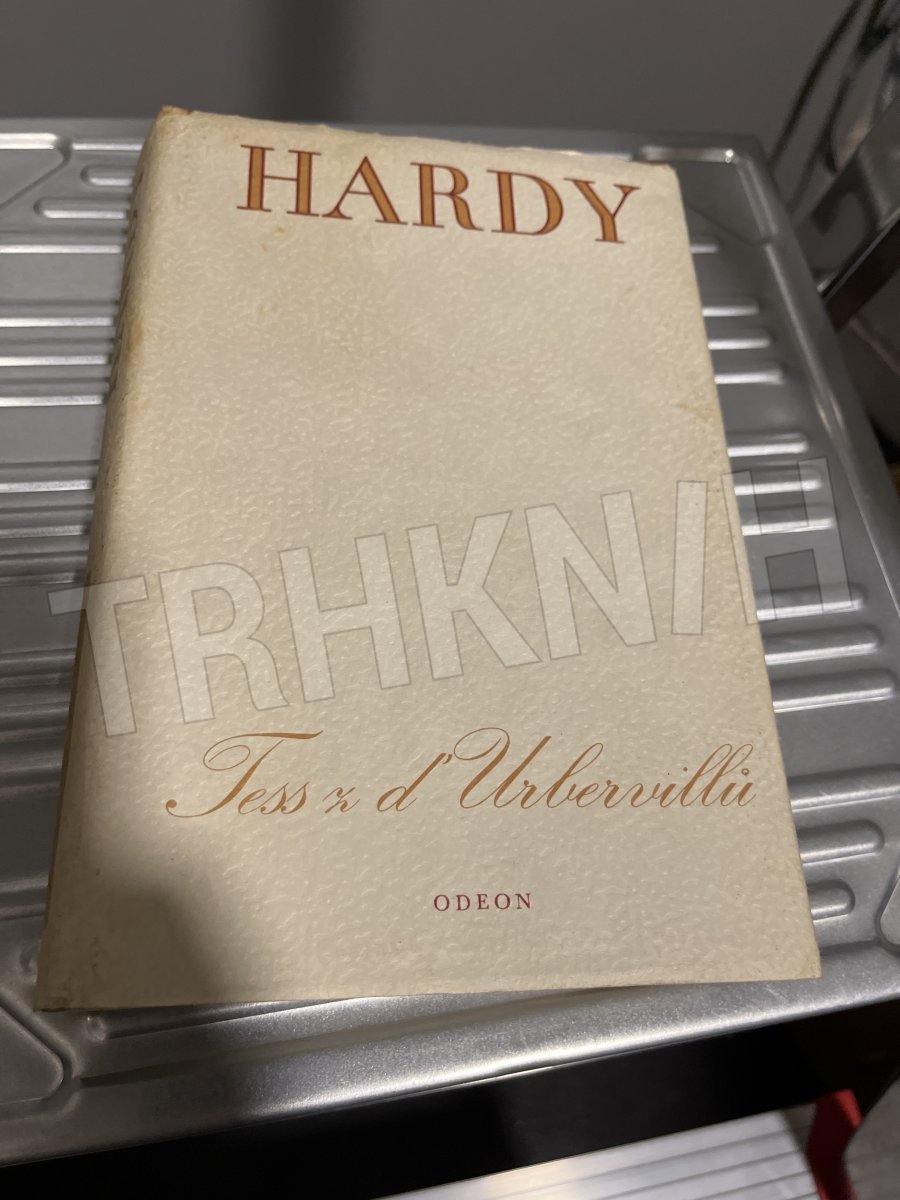 HARDY
TRHKNIH
Tess z d'Urbervillů
ODEON